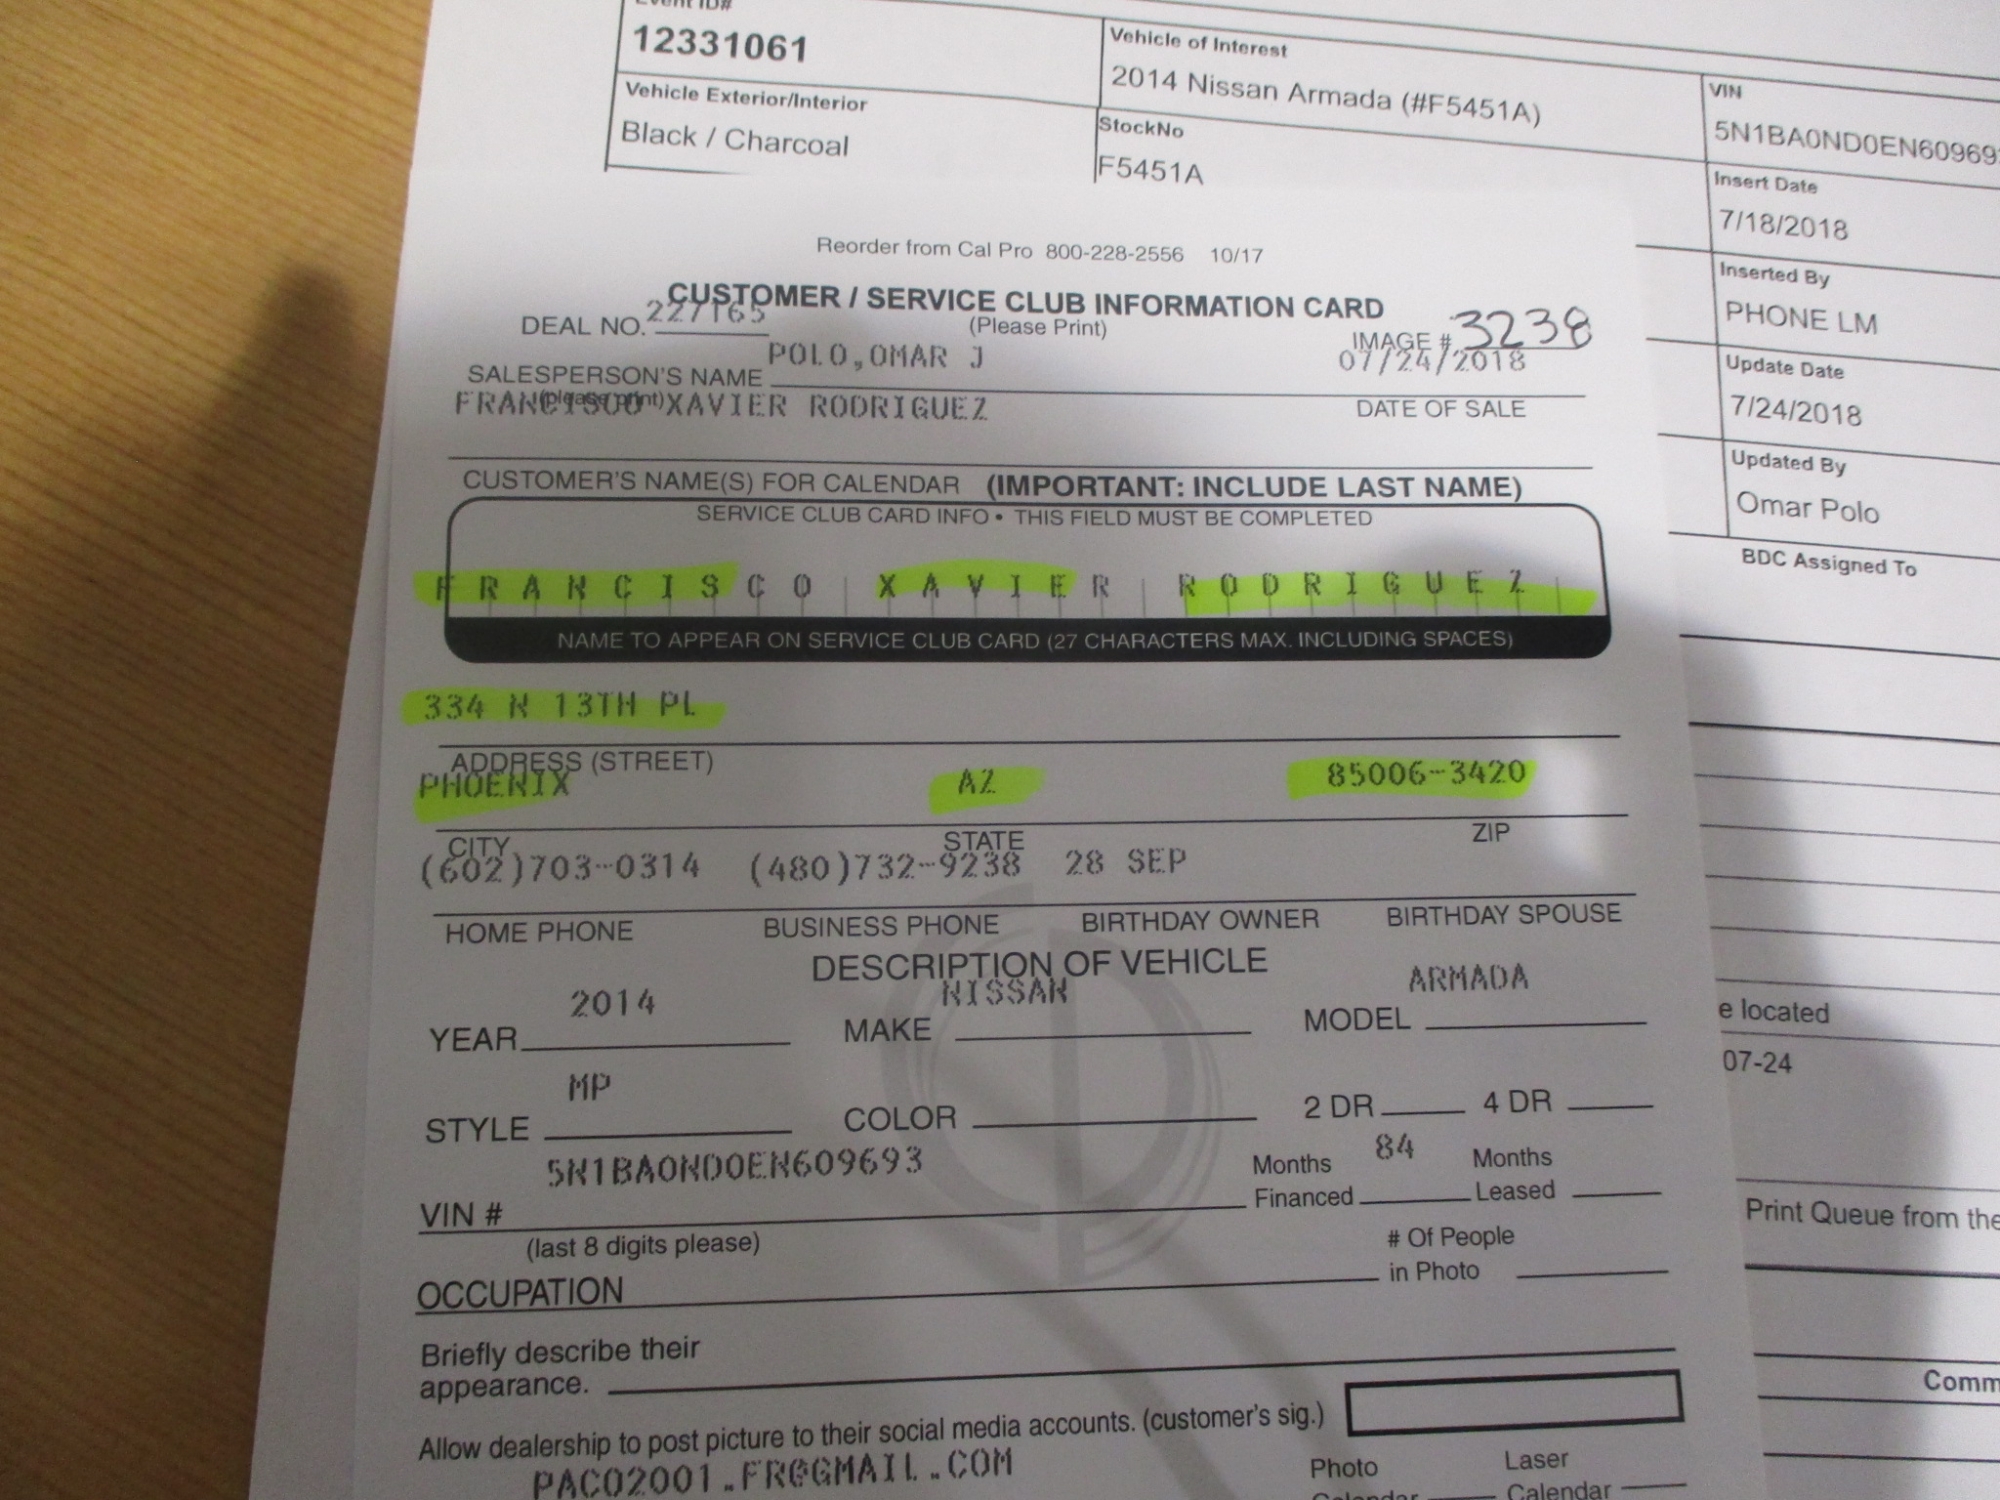 Event ID#
12331061
Vehicle of Interest
2014 Nissan Armada (#F5451A)
VIN
5N1BA0ND0EN60969
Vehicle Exterior/Interior
Black / Charcoal
StockNo
F5451A
Insert Date
7/18/2018
Inserted By
PHONE LM
Update Date
7/24/2018
Updated By
Omar Polo
BDC Assigned To
e located
07-24
Print Queue from the
Comm
Reorder from Cal Pro 800-228-2556 10/17
CUSTOMER / SERVICE CLUB INFORMATION CARD
DEAL NO. 227165 (Please Print) IMAGE # 3238
SALESPERSON'S NAME POLO,OMAR J 07/24/2018
(please print) DATE OF SALE
FRANCISCO XAVIER RODRIGUEZ
CUSTOMER'S NAME(S) FOR CALENDAR (IMPORTANT: INCLUDE LAST NAME)
SERVICE CLUB CARD INFO • THIS FIELD MUST BE COMPLETED
FRANCISCO XAVIER RODRIGUEZ
NAME TO APPEAR ON SERVICE CLUB CARD (27 CHARACTERS MAX. INCLUDING SPACES)
334 N 13TH PL
ADDRESS (STREET)
PHOENIX AZ 85006-3420
CITY STATE ZIP
(602)703-0314 (480)732-9238 28 SEP
HOME PHONE BUSINESS PHONE BIRTHDAY OWNER BIRTHDAY SPOUSE
DESCRIPTION OF VEHICLE
YEAR 2014 MAKE NISSAN MODEL ARMADA
STYLE MP COLOR 2 DR 4 DR
VIN # 5N1BA0ND0EN609693 Months Financed 84 Months Leased
(last 8 digits please)
OCCUPATION # Of People in Photo
Briefly describe their
appearance.
Allow dealership to post picture to their social media accounts. (customer's sig.)
PACO2001.FR@GMAIL.COM
Photo Laser
Calendar Calendar